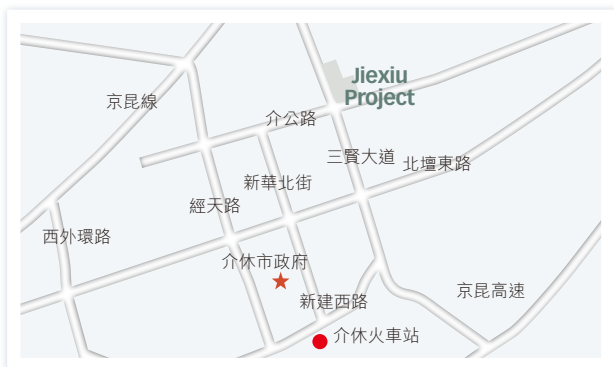 Jiexiu
Project
京昆線
介公路
三賢大道
北壇東路
新華北街
經天路
西外環路
介休市政府
京昆高速
新建西路
介休火車站